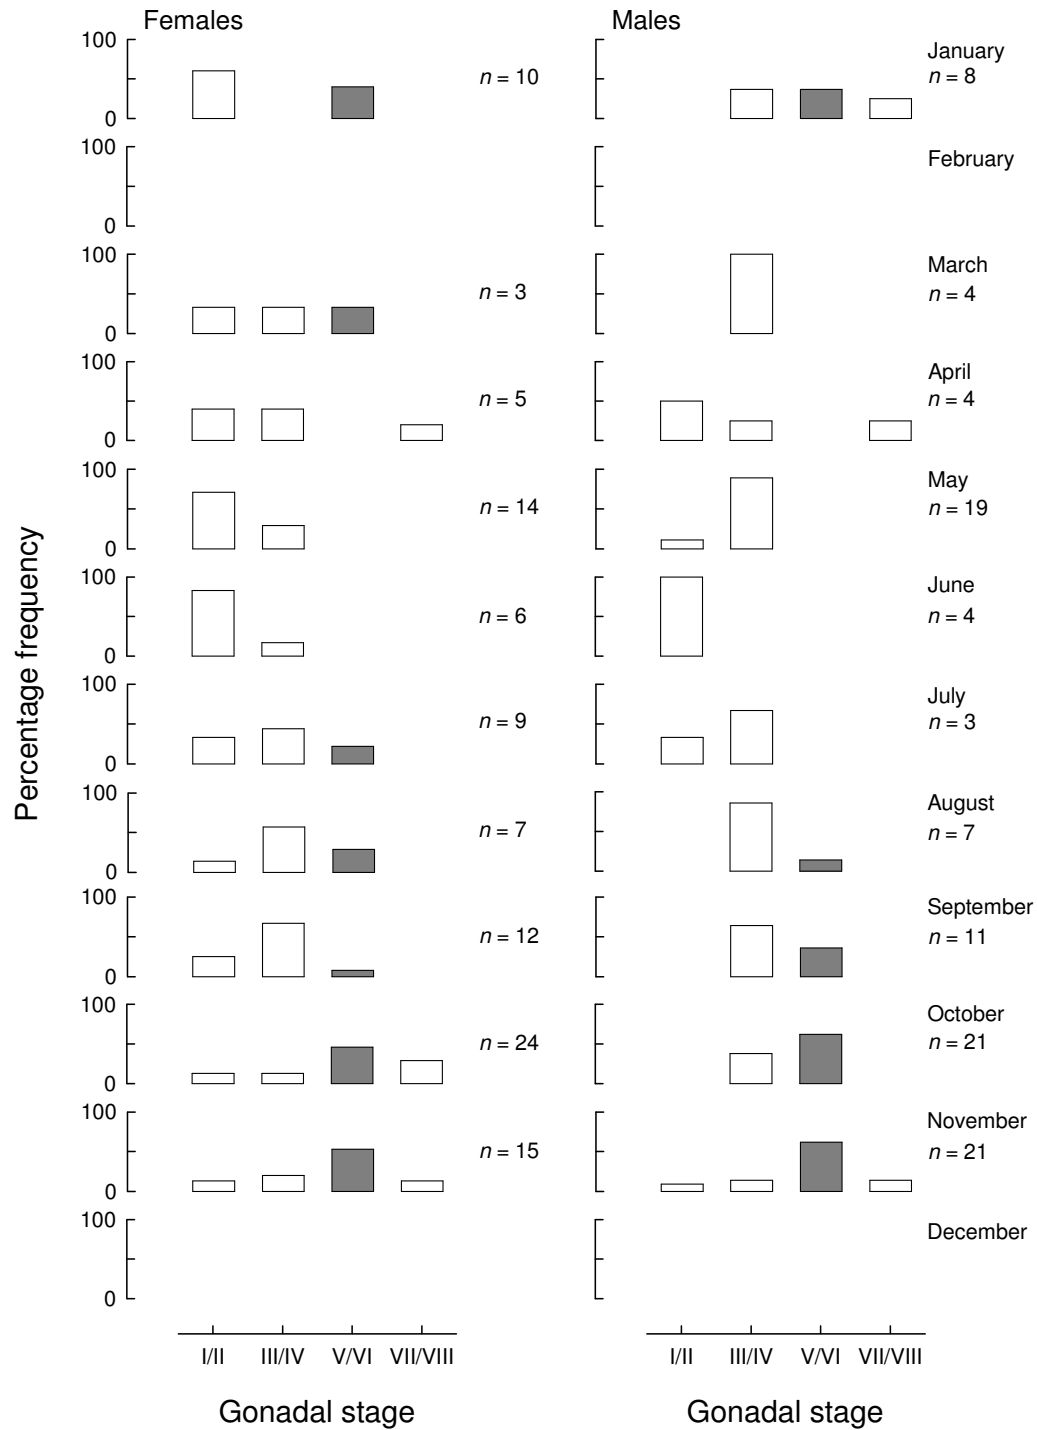 Females
Males
100
0
n = 10
January
n = 8
100
0
February
100
0
n = 3
March
n = 4
100
0
n = 5
April
n = 4
100
0
n = 14
May
n = 19
100
0
n = 6
June
n = 4
100
0
n = 9
July
n = 3
100
0
n = 7
August
n = 7
100
0
n = 12
September
n = 11
100
0
n = 24
October
n = 21
100
0
n = 15
November
n = 21
100
0
December
Percentage frequency
I/II III/IV V/VI VII/VIII
I/II III/IV V/VI VII/VIII
Gonadal stage
Gonadal stage